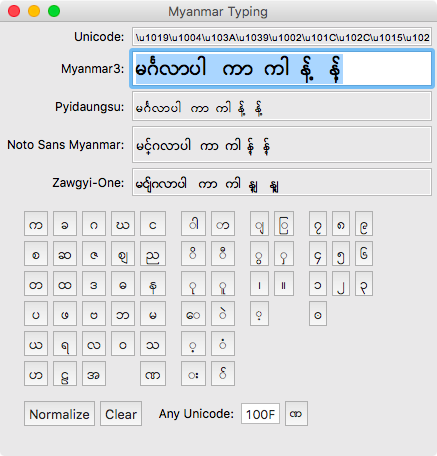 Myanmar Typing
Unicode: \u1019\u1004\u103A\u1039\u1002\u101C\u102C\u1015\u102
Myanmar3: မင်္ဂလာပါ ကာ ကါ န့် န့်
Pyidaungsu: မင်္ဂလာပါ ကာ ကါ န့် န့်
Noto Sans Myanmar: မင်္ဂလာပါ ကာ ကါ န့် န့်
Zawgyi-One: မင်္ဂလာပါ ကာ ကါ န့် န့်
က ခ ဂ ဃ င ါ ာ ျ ြ ၇ ၈ ၉
စ ဆ ဇ ဈ ည ိ ီ ွ ှ ၄ ၅ ၆
တ ထ ဒ ဓ န ု ူ ၊ ။ ၁ ၂ ၃
ပ ဖ ဗ ဘ မ ေ ဲ ္ ၀
ယ ရ လ ဝ သ ့ ံ
ဟ ဠ အ ဏ း ်
Normalize Clear Any Unicode: 100F ဏ